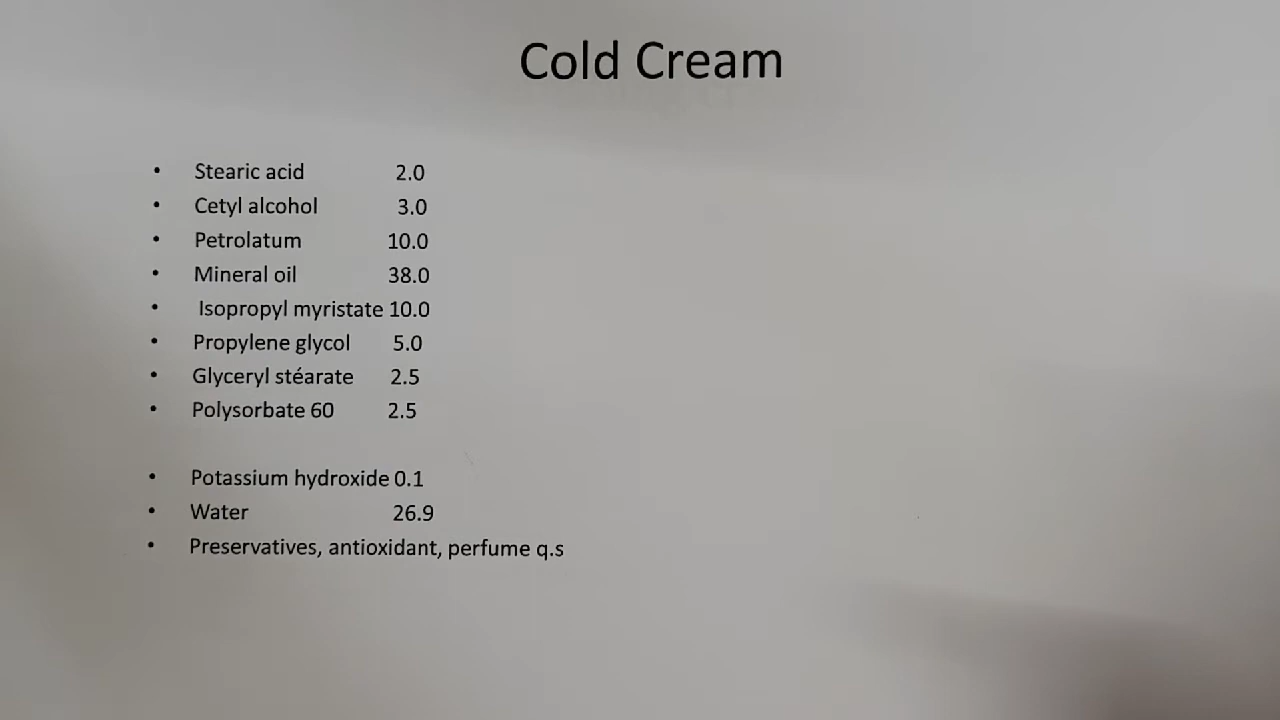 Cold Cream
• Stearic acid 2.0
• Cetyl alcohol 3.0
• Petrolatum 10.0
• Mineral oil 38.0
• Isopropyl myristate 10.0
• Propylene glycol 5.0
• Glyceryl stéarate 2.5
• Polysorbate 60 2.5
• Potassium hydroxide 0.1
• Water 26.9
• Preservatives, antioxidant, perfume q.s